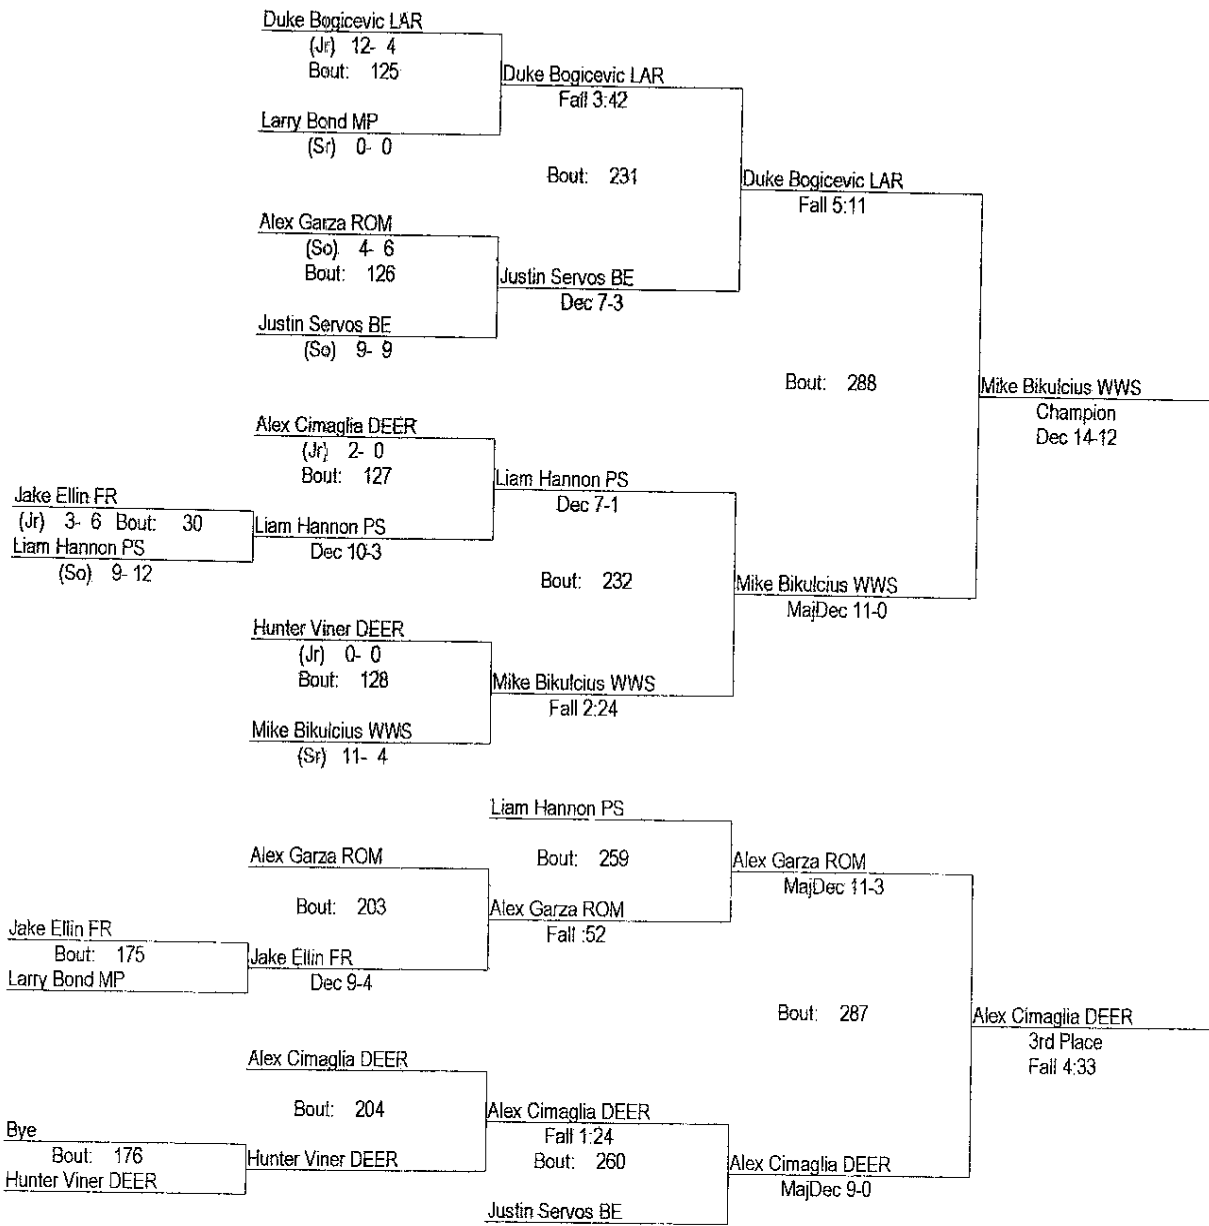 Duke Bogicevic LAR
(Jr) 12- 4
Bout: 125
Duke Bogicevic LAR
Fall 3:42
Larry Bond MP
(Sr) 0- 0
Bout: 231
Duke Bogicevic LAR
Fall 5:11
Alex Garza ROM
(So) 4- 6
Bout: 126
Justin Servos BE
Dec 7-3
Justin Servos BE
(So) 9- 9
Bout: 288
Mike Bikulcius WWS
Champion
Dec 14-12
Alex Cimaglia DEER
(Jr) 2- 0
Bout: 127
Liam Hannon PS
Dec 7-1
Jake Ellin FR
(Jr) 3- 6 Bout: 30
Liam Hannon PS
(So) 9- 12
Liam Hannon PS
Dec 10-3
Bout: 232
Mike Bikulcius WWS
MajDec 11-0
Hunter Viner DEER
(Jr) 0- 0
Bout: 128
Mike Bikulcius WWS
Fall 2:24
Mike Bikulcius WWS
(Sr) 11- 4
Liam Hannon PS
Bout: 259
Alex Garza ROM
MajDec 11-3
Alex Garza ROM
Bout: 203
Alex Garza ROM
Fall :52
Jake Ellin FR
Bout: 175
Larry Bond MP
Jake Ellin FR
Dec 9-4
Bout: 287
Alex Cimaglia DEER
3rd Place
Fall 4:33
Alex Cimaglia DEER
Bout: 204
Alex Cimaglia DEER
Fall 1:24
Bout: 260
Bye
Bout: 176
Hunter Viner DEER
Hunter Viner DEER
Alex Cimaglia DEER
MajDec 9-0
Justin Servos BE